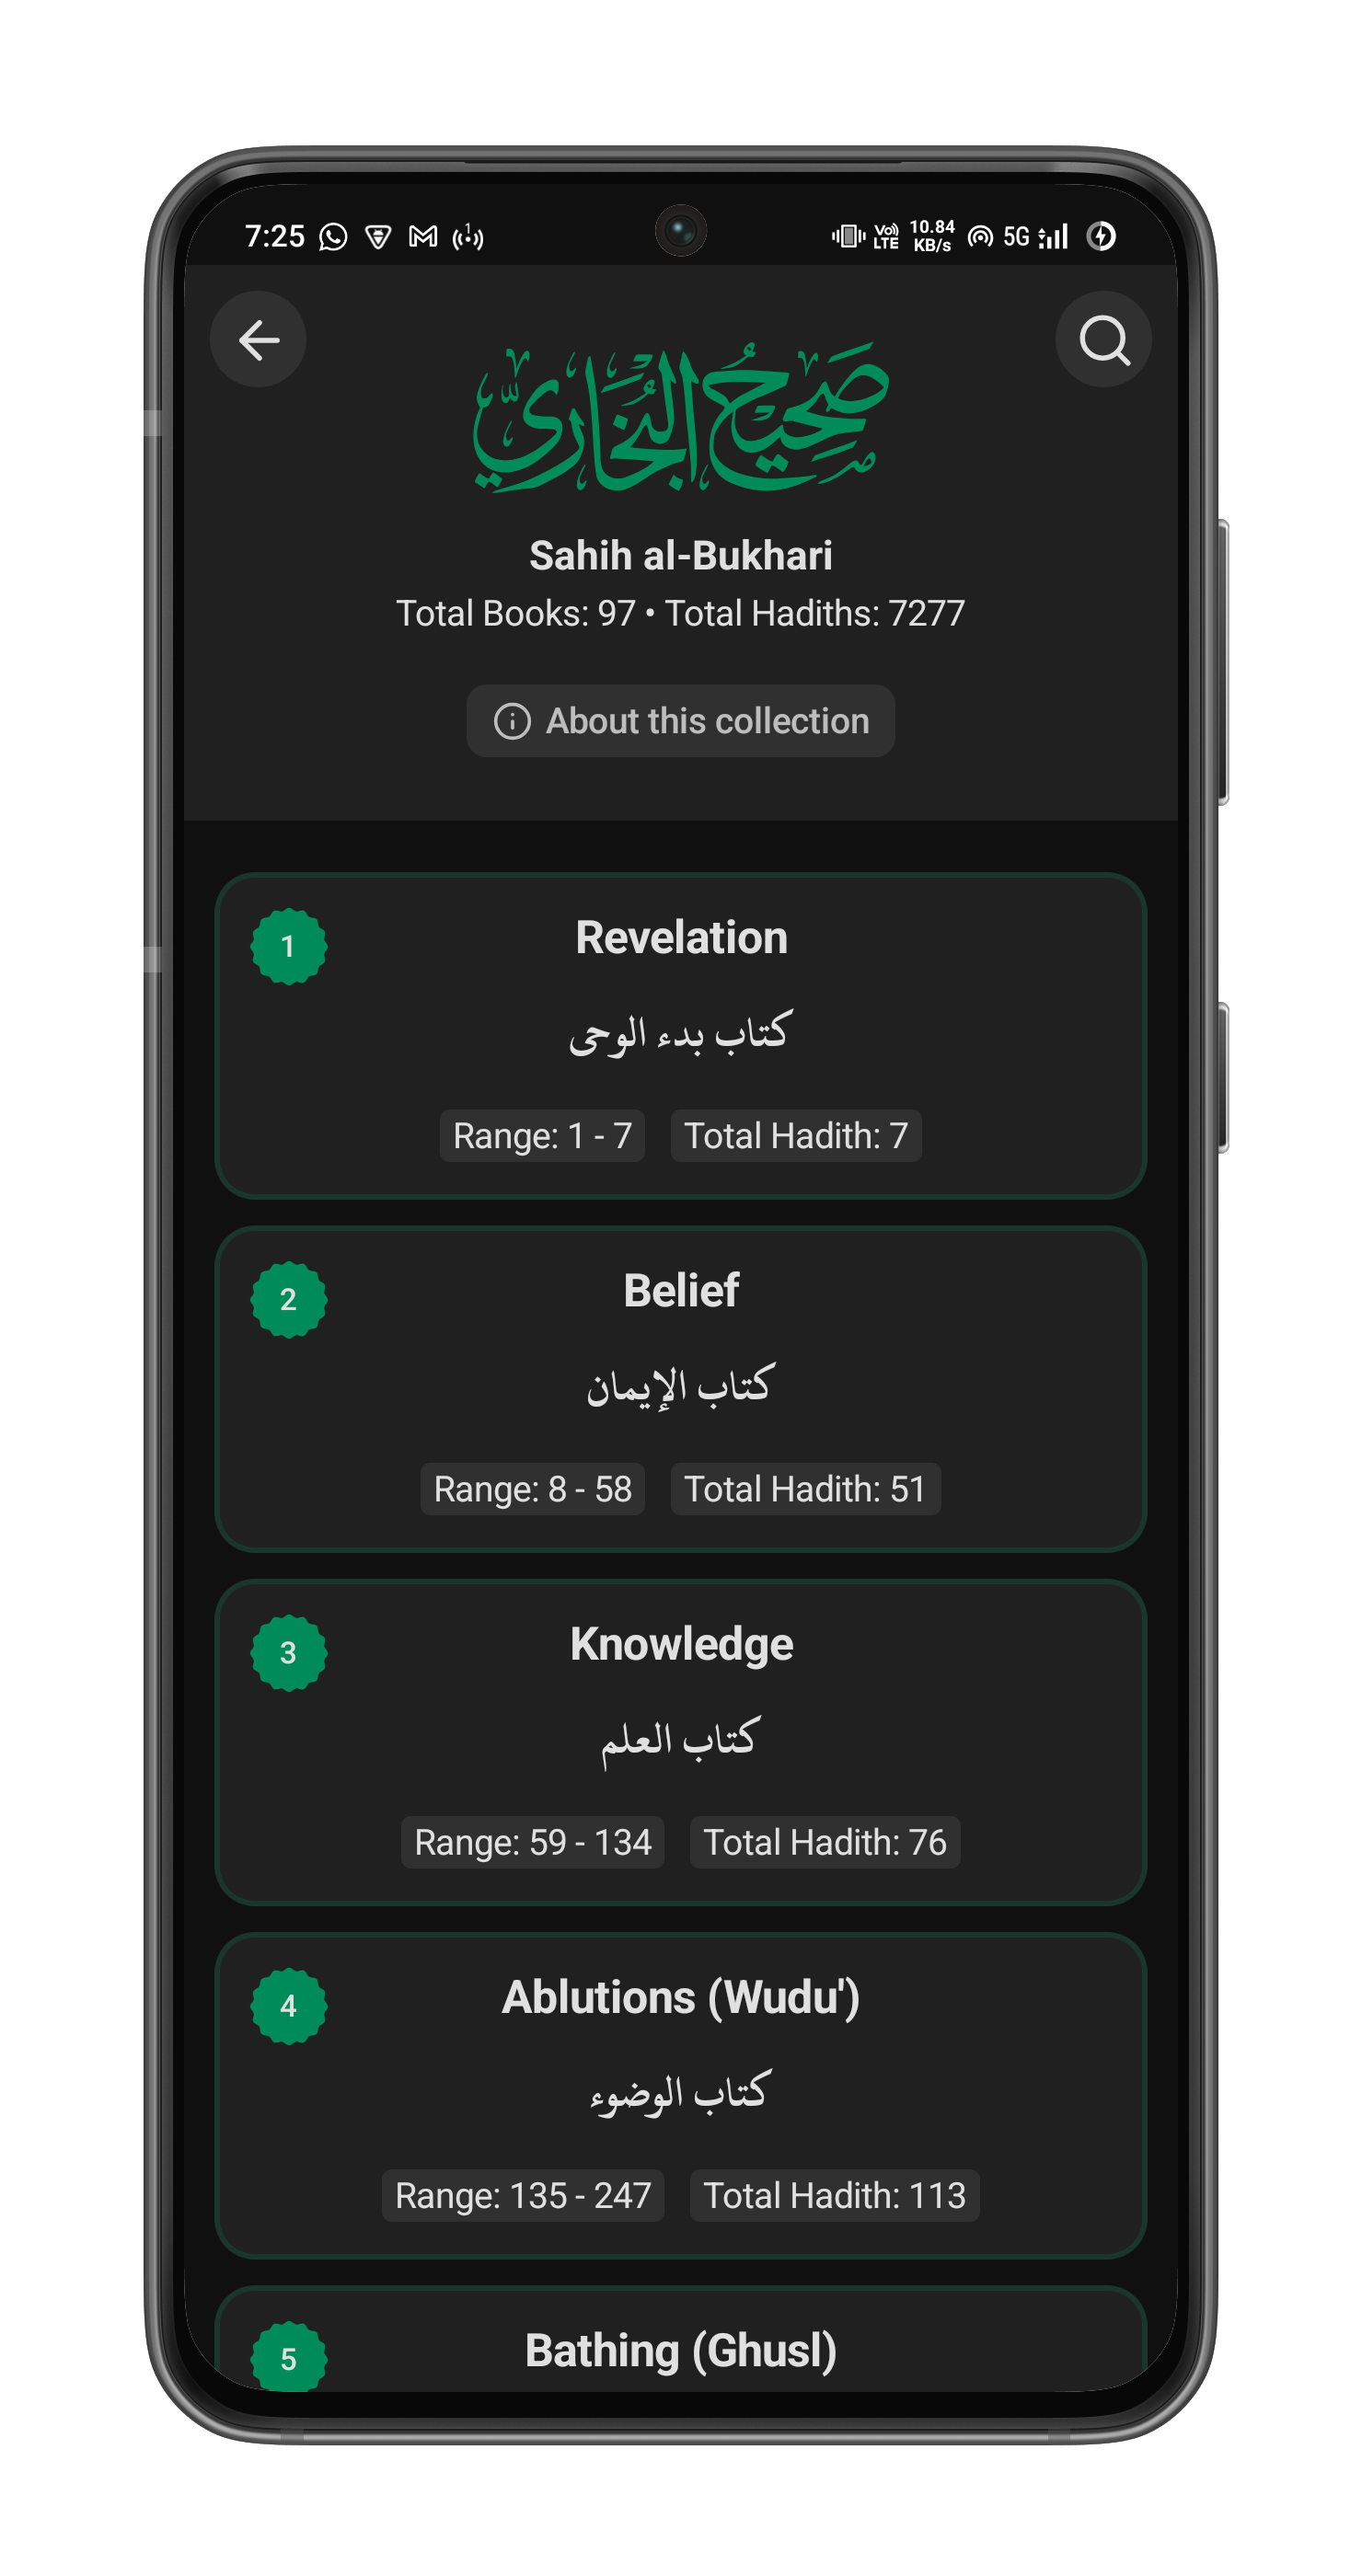 7:25
Vo)) LTE 10.84 KB/s 5G
صَحِيحُ البُخَارِيّ
Sahih al-Bukhari
Total Books: 97 • Total Hadiths: 7277
About this collection
1
Revelation
كتاب بدء الوحى
Range: 1 - 7 Total Hadith: 7
2
Belief
كتاب الإيمان
Range: 8 - 58 Total Hadith: 51
3
Knowledge
كتاب العلم
Range: 59 - 134 Total Hadith: 76
4
Ablutions (Wudu')
كتاب الوضوء
Range: 135 - 247 Total Hadith: 113
5
Bathing (Ghusl)